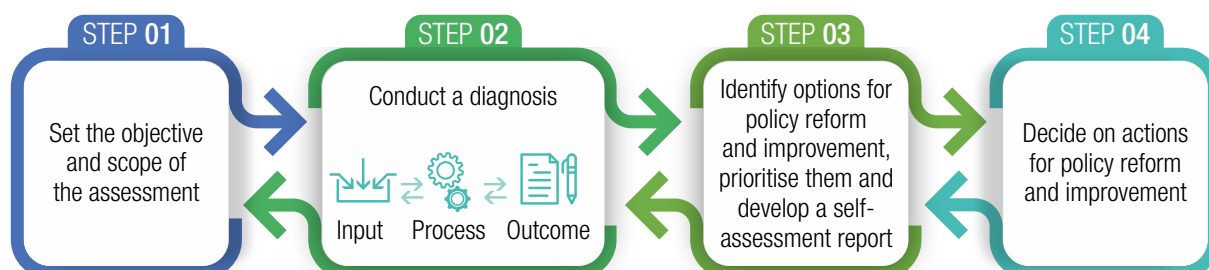 STEP 01
Set the objective
and scope of
the assessment
STEP 02
Conduct a diagnosis
Input Process Outcome
STEP 03
Identify options for
policy reform
and improvement,
prioritise them and
develop a self-
assessment report
STEP 04
Decide on actions
for policy reform
and improvement